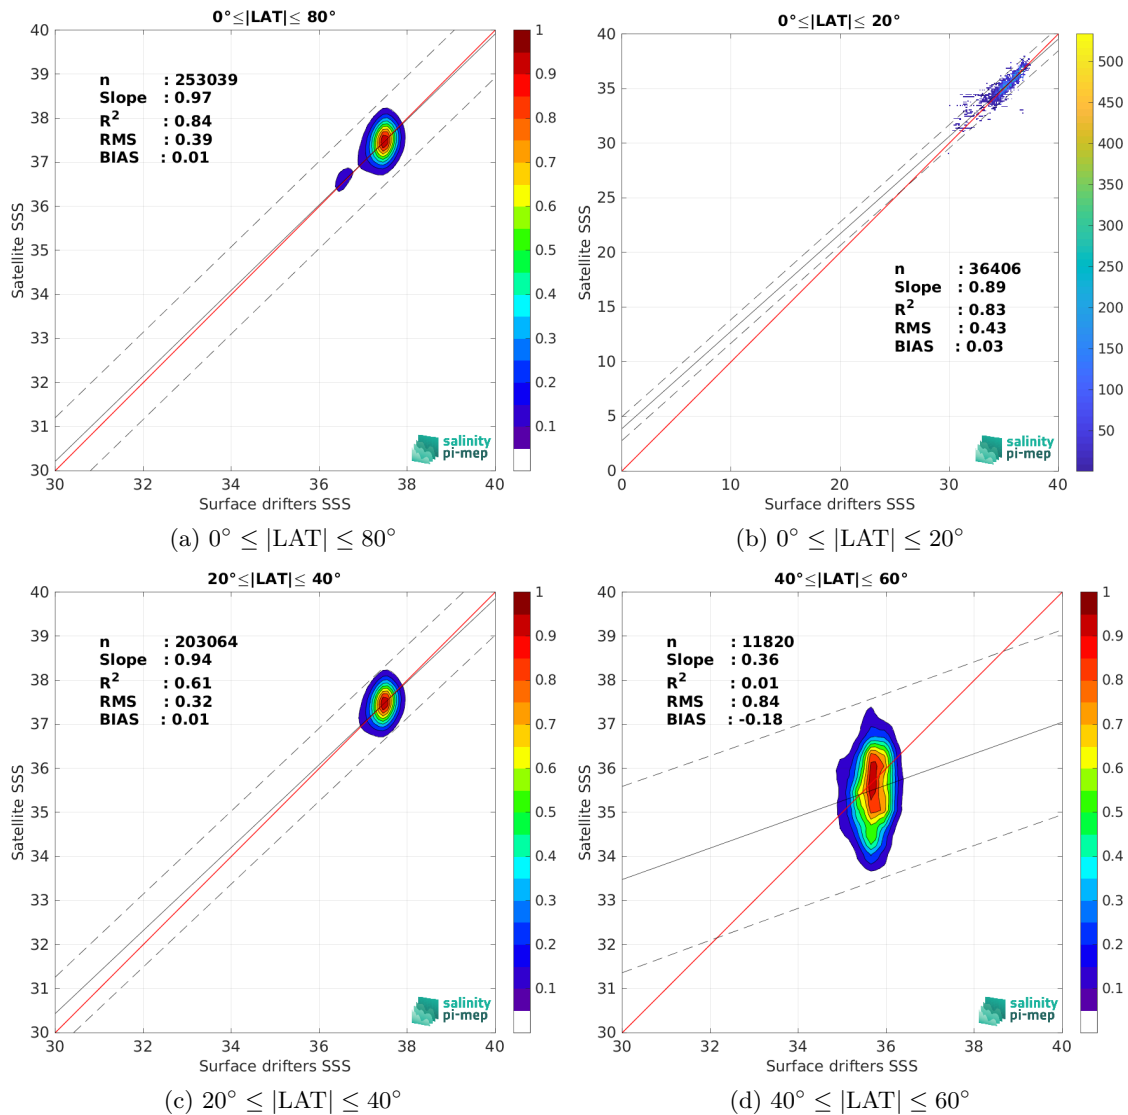 0°≤|LAT|≤ 80°
n : 253039
Slope : 0.97
R2 : 0.84
RMS : 0.39
BIAS : 0.01
40
39
38
37
36
35
34
33
32
31
30
30 32 34 36 38 40
Satellite SSS
Surface drifters SSS
1
0.9
0.8
0.7
0.6
0.5
0.4
0.3
0.2
0.1
salinity
pi-mep
(a) 0° ≤ |LAT| ≤ 80°
0°≤|LAT|≤ 20°
n : 36406
Slope : 0.89
R2 : 0.83
RMS : 0.43
BIAS : 0.03
40
35
30
25
20
15
10
5
0
0 10 20 30 40
Satellite SSS
Surface drifters SSS
500
450
400
350
300
250
200
150
100
50
salinity
pi-mep
(b) 0° ≤ |LAT| ≤ 20°
20°≤|LAT|≤ 40°
n : 203064
Slope : 0.94
R2 : 0.61
RMS : 0.32
BIAS : 0.01
40
39
38
37
36
35
34
33
32
31
30
30 32 34 36 38 40
Satellite SSS
Surface drifters SSS
1
0.9
0.8
0.7
0.6
0.5
0.4
0.3
0.2
0.1
salinity
pi-mep
(c) 20° ≤ |LAT| ≤ 40°
40°≤|LAT|≤ 60°
n : 11820
Slope : 0.36
R2 : 0.01
RMS : 0.84
BIAS : -0.18
40
39
38
37
36
35
34
33
32
31
30
30 32 34 36 38 40
Satellite SSS
Surface drifters SSS
1
0.9
0.8
0.7
0.6
0.5
0.4
0.3
0.2
0.1
salinity
pi-mep
(d) 40° ≤ |LAT| ≤ 60°